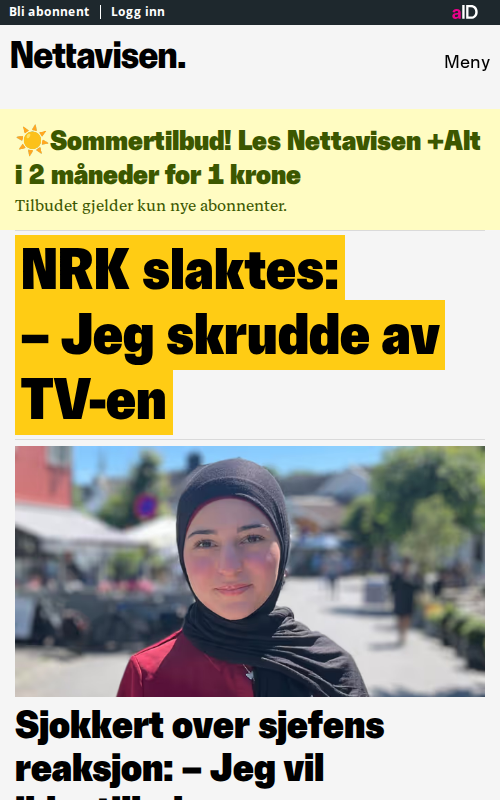 Bli abonnent | Logg inn
aID
Nettavisen.
Meny
☀️Sommertilbud! Les Nettavisen +Alt
i 2 måneder for 1 krone
Tilbudet gjelder kun nye abonnenter.
NRK slaktes:
– Jeg skrudde av
TV-en
Sjokkert over sjefens
reaksjon: – Jeg vil